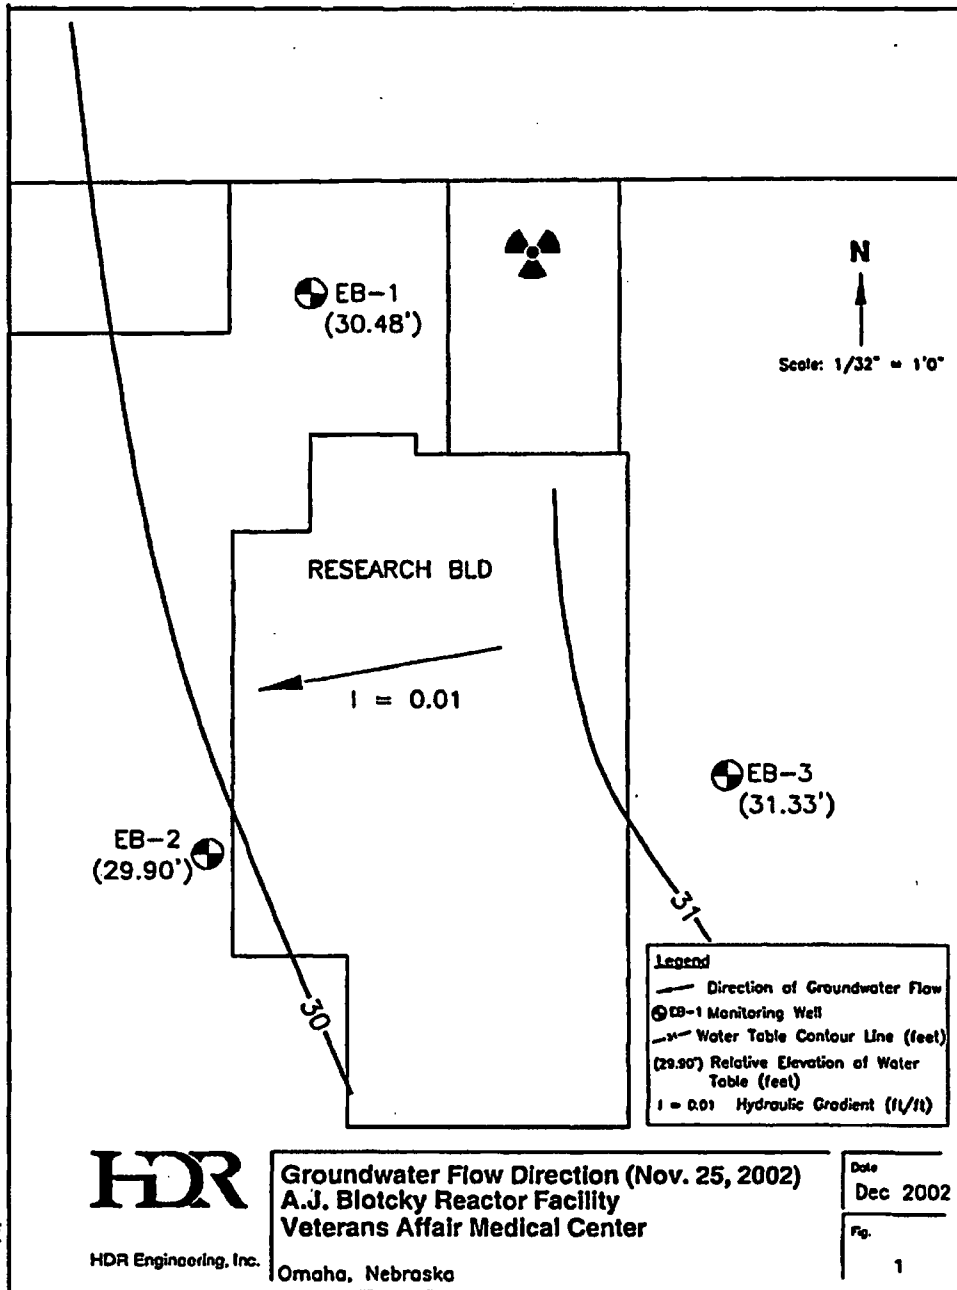 N
Scale: 1/32" = 1'0"
EB-1
(30.48')
RESEARCH BLD
I = 0.01
EB-3
(31.33')
EB-2
(29.90')
31
30
Legend
Direction of Groundwater Flow
EB-1 Monitoring Well
31 Water Table Contour Line (feet)
(29.90') Relative Elevation of Water
Table (feet)
I = 0.01 Hydraulic Gradient (ft/ft)
HDR
HDR Engineering, Inc.
Groundwater Flow Direction (Nov. 25, 2002)
A.J. Blotcky Reactor Facility
Veterans Affair Medical Center
Omaha, Nebraska
Date
Dec 2002
Fig.
1